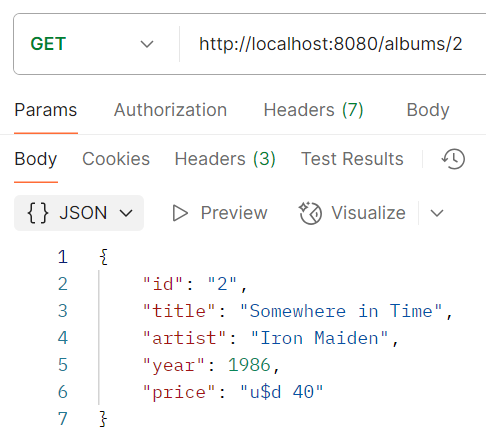 GET http://localhost:8080/albums/2
Params Authorization Headers (7) Body
Body Cookies Headers (3) Test Results
{} JSON Preview Visualize
1 {
2 "id": "2",
3 "title": "Somewhere in Time",
4 "artist": "Iron Maiden",
5 "year": 1986,
6 "price": "u$d 40"
7 }